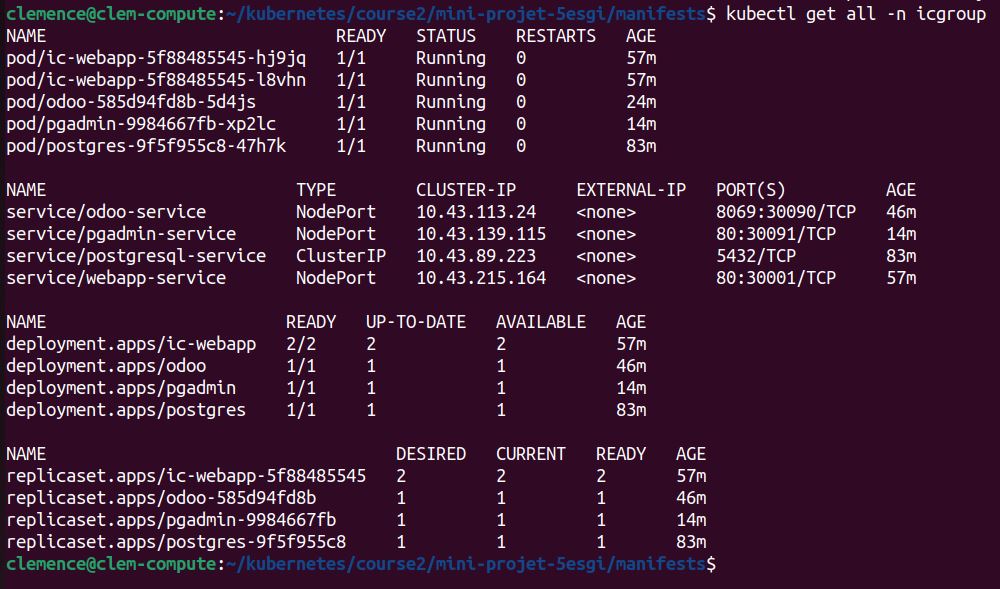 clemence@clem-compute:~/kubernetes/course2/mini-projet-5esgi/manifests$ kubectl get all -n icgroup
NAME                             READY   STATUS    RESTARTS   AGE
pod/ic-webapp-5f88485545-hj9jq   1/1     Running   0          57m
pod/ic-webapp-5f88485545-l8vhn   1/1     Running   0          57m
pod/odoo-585d94fd8b-5d4js        1/1     Running   0          24m
pod/pgadmin-9984667fb-xp2lc      1/1     Running   0          14m
pod/postgres-9f5f955c8-47h7k     1/1     Running   0          83m
NAME                         TYPE        CLUSTER-IP      EXTERNAL-IP   PORT(S)          AGE
service/odoo-service         NodePort    10.43.113.24    <none>        8069:30090/TCP   46m
service/pgadmin-service      NodePort    10.43.139.115   <none>        80:30091/TCP     14m
service/postgresql-service   ClusterIP   10.43.89.223    <none>        5432/TCP         83m
service/webapp-service       NodePort    10.43.215.164   <none>        80:30001/TCP     57m
NAME                        READY   UP-TO-DATE   AVAILABLE   AGE
deployment.apps/ic-webapp   2/2     2            2           57m
deployment.apps/odoo        1/1     1            1           46m
deployment.apps/pgadmin     1/1     1            1           14m
deployment.apps/postgres    1/1     1            1           83m
NAME                                   DESIRED   CURRENT   READY   AGE
replicaset.apps/ic-webapp-5f88485545   2         2         2       57m
replicaset.apps/odoo-585d94fd8b        1         1         1       46m
replicaset.apps/pgadmin-9984667fb      1         1         1       14m
replicaset.apps/postgres-9f5f955c8     1         1         1       83m
clemence@clem-compute:~/kubernetes/course2/mini-projet-5esgi/manifests$